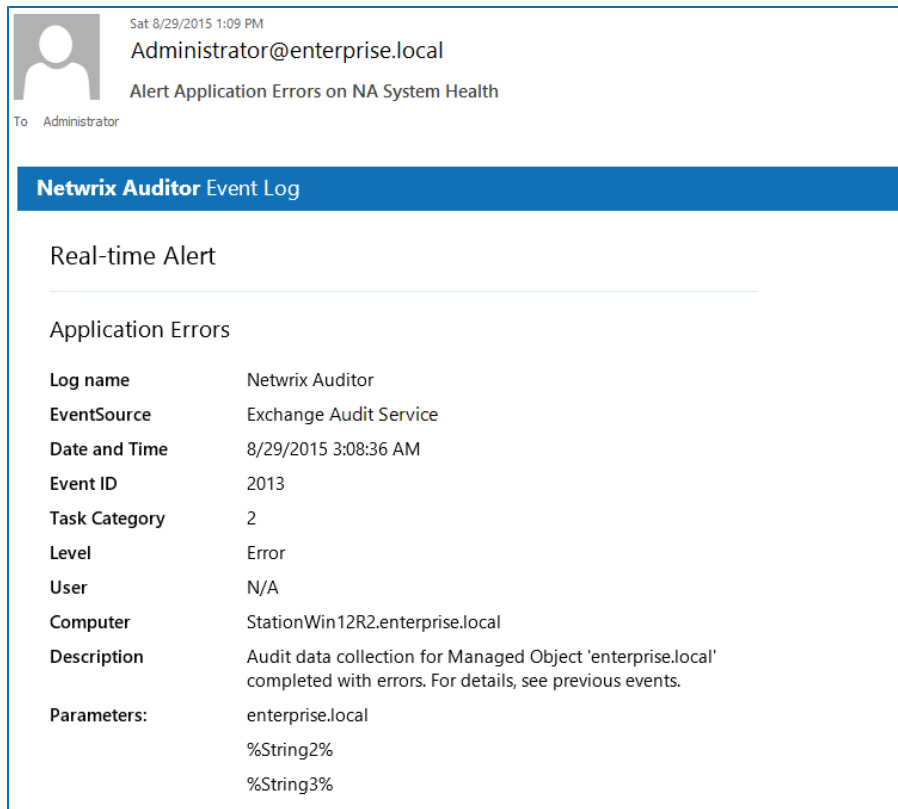 Sat 8/29/2015 1:09 PM
Administrator@enterprise.local
Alert Application Errors on NA System Health
To Administrator
Netwrix Auditor Event Log
Real-time Alert
Application Errors
Log name Netwrix Auditor
EventSource Exchange Audit Service
Date and Time 8/29/2015 3:08:36 AM
Event ID 2013
Task Category 2
Level Error
User N/A
Computer StationWin12R2.enterprise.local
Description Audit data collection for Managed Object 'enterprise.local'
completed with errors. For details, see previous events.
Parameters: enterprise.local
%String2%
%String3%